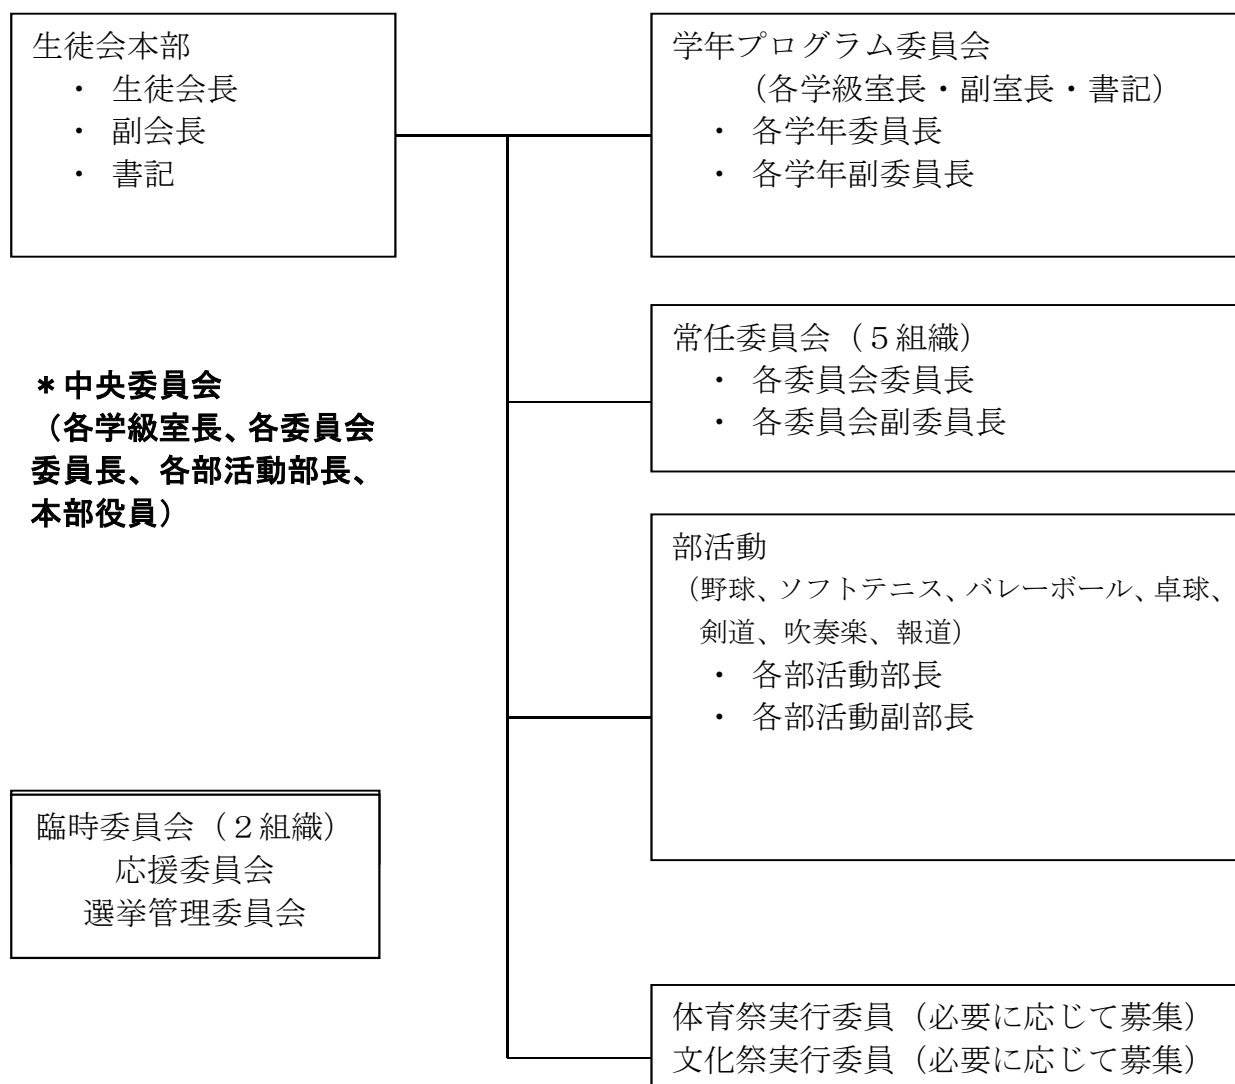 生徒会本部
・ 生徒会長
・ 副会長
・ 書記
学年プログラム委員会
（各学級室長・副室長・書記）
・ 各学年委員長
・ 各学年副委員長
常任委員会（５組織）
・ 各委員会委員長
・ 各委員会副委員長
＊中央委員会
（各学級室長、各委員会
委員長、各部活動部長、
本部役員）
部活動
（野球、ソフトテニス、バレーボール、卓球、
剣道、吹奏楽、報道）
・ 各部活動部長
・ 各部活動副部長
臨時委員会（２組織）
応援委員会
選挙管理委員会
体育祭実行委員（必要に応じて募集）
文化祭実行委員（必要に応じて募集）